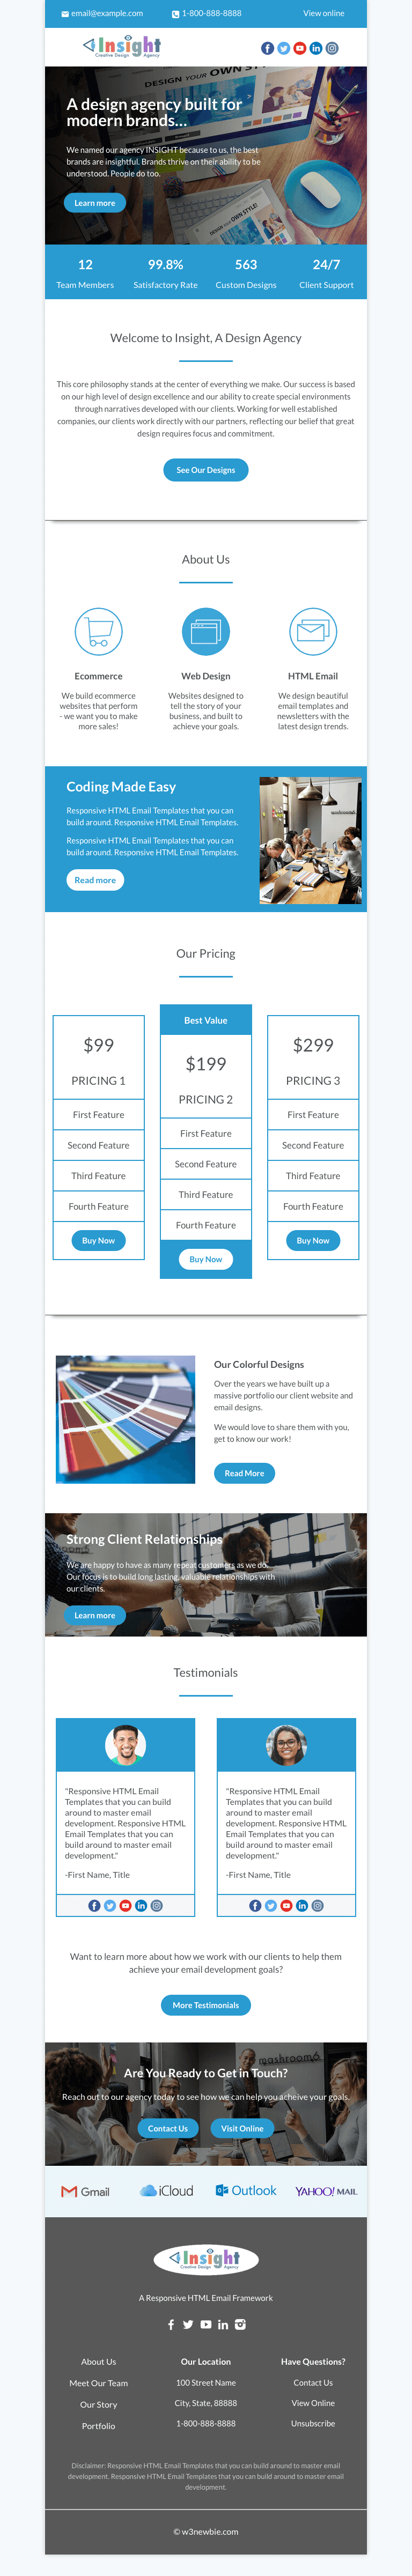 email@example.com
1-800-888-8888
View online
Insight
Creative Design Agency
A design agency built for
modern brands...
We named our agency INSIGHT because to us, the best
brands are insightful. Brands thrive on their ability to be
understood. People do too.
Learn more
12
Team Members
99.8%
Satisfactory Rate
563
Custom Designs
24/7
Client Support
Welcome to Insight, A Design Agency
This core philosophy stands at the center of everything we make. Our success is based
on our high level of design excellence and our ability to create special environments
through narratives developed with our clients. Working for well established
companies, our clients work directly with our partners, reflecting our belief that great
design requires focus and commitment.
See Our Designs
About Us
Ecommerce
We build ecommerce
websites that perform
- we want you to make
more sales!
Web Design
Websites designed to
tell the story of your
business, and built to
achieve your goals.
HTML Email
We design beautiful
email templates and
newsletters with the
latest design trends.
Coding Made Easy
Responsive HTML Email Templates that you can
build around. Responsive HTML Email Templates.
Responsive HTML Email Templates that you can
build around. Responsive HTML Email Templates.
Read more
Our Pricing
$99
PRICING 1
First Feature
Second Feature
Third Feature
Fourth Feature
Buy Now
Best Value
$199
PRICING 2
First Feature
Second Feature
Third Feature
Fourth Feature
Buy Now
$299
PRICING 3
First Feature
Second Feature
Third Feature
Fourth Feature
Buy Now
Our Colorful Designs
Over the years we have built up a
massive portfolio our client website and
email designs.
We would love to share them with you,
get to know our work!
Read More
Strong Client Relationships
We are happy to have as many repeat customers as we do.
Our focus is to build long lasting, valuable relationships with
our clients.
Learn more
Testimonials
"Responsive HTML Email
Templates that you can build
around to master email
development. Responsive HTML
Email Templates that you can
build around to master email
development."
-First Name, Title
"Responsive HTML Email
Templates that you can build
around to master email
development. Responsive HTML
Email Templates that you can
build around to master email
development."
-First Name, Title
Want to learn more about how we work with our clients to help them
achieve your email development goals?
More Testimonials
Are You Ready to Get in Touch?
Reach out to our agency today to see how we can help you acheive your goals.
Contact Us
Visit Online
Gmail
iCloud
Outlook
YAHOO! MAIL
Insight
Creative Design Agency
A Responsive HTML Email Framework
About Us
Meet Our Team
Our Story
Portfolio
Our Location
100 Street Name
City, State, 88888
1-800-888-8888
Have Questions?
Contact Us
View Online
Unsubscribe
Disclaimer: Responsive HTML Email Templates that you can build around to master email
development. Responsive HTML Email Templates that you can build around to master email
development.
© w3newbie.com